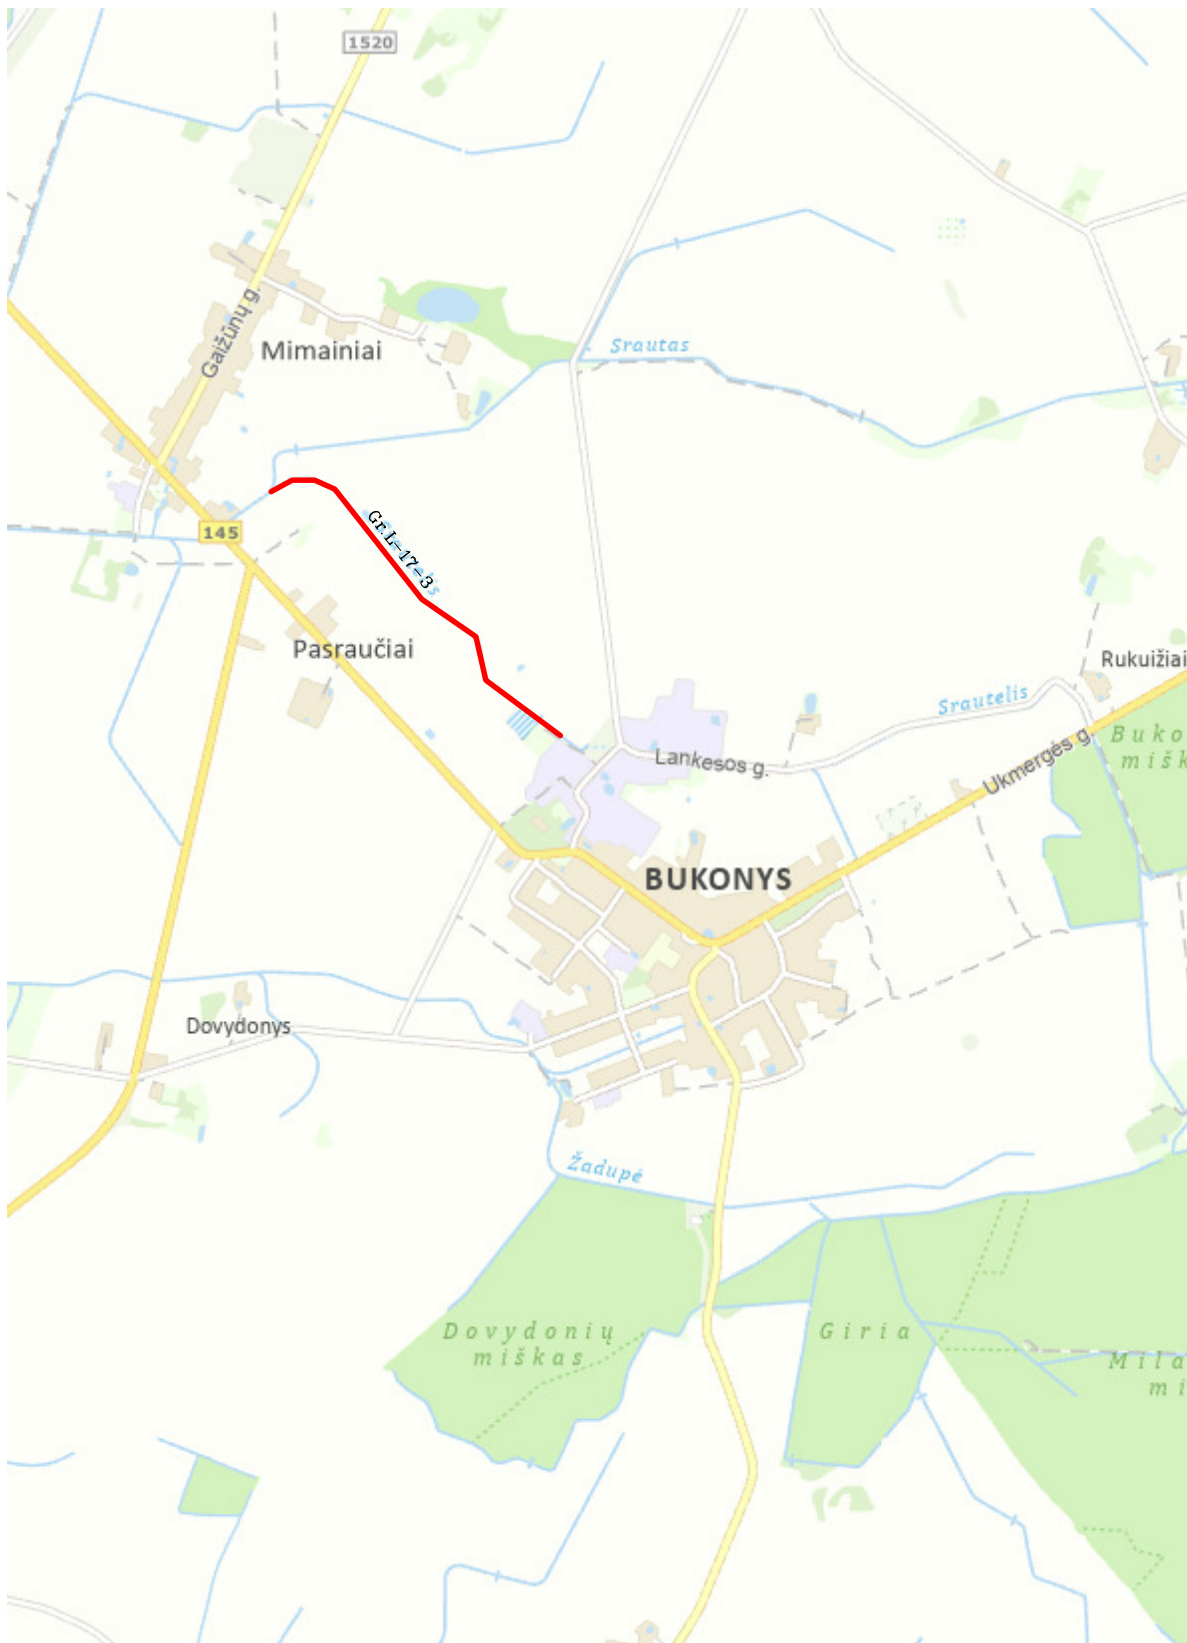 1520
Gaižūnų g.
Mimainiai
Srautas
Gr.L-17-3
145
Pasraučiai
Rukuižiai
Srautelis
Lankesos g.
Ukmergės g.
Buko
mišk
BUKONYS
Dovydonys
Žadupė
Dovydonių
miškas
Giria
Mila
mi